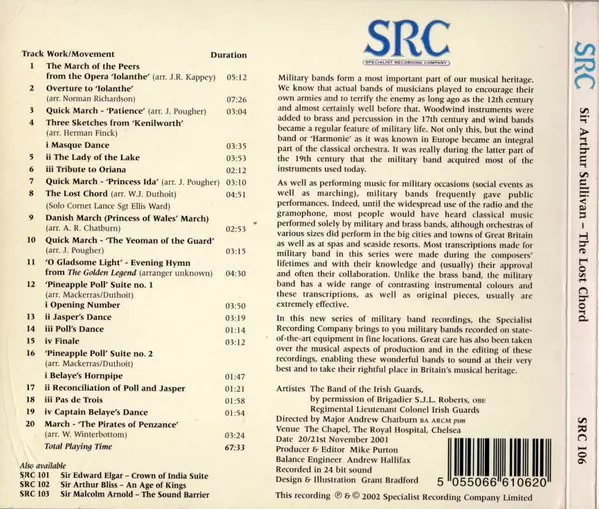 Track Work/Movement Duration
1 The March of the Peers
from the Opera 'Iolanthe' (arr. J.R. Kappey) 05:12
2 Overture to 'Iolanthe'
(arr. Norman Richardson) 07:26
3 Quick March - 'Patience' (arr. J. Pougher) 03:04
4 Three Sketches from 'Kenilworth'
(arr. Herman Finck)
i Masque Dance 03:35
5 ii The Lady of the Lake 03:53
6 iii Tribute to Oriana 02:12
7 Quick March - 'Princess Ida' (arr. J. Pougher) 03:10
8 The Lost Chord (arr. W.J. Duthoit) 04:51
(Solo Cornet Lance Sgt Ellis Ward)
9 Danish March (Princess of Wales' March)
(arr. A. R. Chatburn) 02:53
10 Quick March - 'The Yeoman of the Guard'
(arr. J. Pougher) 03:15
11 'O Gladsome Light' - Evening Hymn
from The Golden Legend (arranger unknown) 04:30
12 'Pineapple Poll' Suite no. 1
(arr. Mackerras/Duthoit)
i Opening Number 03:50
13 ii Jasper's Dance 03:19
14 iii Poll's Dance 01:14
15 iv Finale 03:12
16 'Pineapple Poll' Suite no. 2
(arr. Mackerras/Duthoit)
i Belaye's Hornpipe 01:47
17 ii Reconciliation of Poll and Jasper 01:21
18 iii Pas de Trois 01:58
19 iv Captain Belaye's Dance 01:54
20 March - 'The Pirates of Penzance'
(arr. W. Winterbottom) 03:24
Total Playing Time 67:33
Also available
SRC 101 Sir Edward Elgar – Crown of India Suite
SRC 102 Sir Arthur Bliss – An Age of Kings
SRC 103 Sir Malcolm Arnold – The Sound Barrier
SRC
SPECIALIST RECORDING COMPANY
Military bands form a most important part of our musical heritage.
We know that actual bands of musicians played to encourage their
own armies and to terrify the enemy as long ago as the 12th century
and almost certainly well before that. Woodwind instruments were
added to brass and percussion in the 17th century and wind bands
became a regular feature of military life. Not only this, but the wind
band or 'Harmonie' as it was known in Europe became an integral
part of the classical orchestra. It was really during the latter part of
the 19th century that the military band acquired most of the
instruments used today.
As well as performing music for military occasions (social events as
well as marching), military bands frequently gave public
performances. Indeed, until the widespread use of the radio and the
gramophone, most people would have heard classical music
performed solely by military and brass bands, although orchestras of
various sizes did perform in the big cities and towns of Great Britain
as well as at spas and seaside resorts. Most transcriptions made for
military band in this series were made during the composers'
lifetimes and with their knowledge and (usually) their approval
and often their collaboration. Unlike the brass band, the military
band has a wide range of contrasting instrumental colours and
these transcriptions, as well as original pieces, usually are
extremely effective.
In this new series of military band recordings, the Specialist
Recording Company brings to you military bands recorded on state-
of-the-art equipment in fine locations. Great care has also been taken
over the musical aspects of production and in the editing of these
recordings, enabling these wonderful bands to sound at their very
best and to take their rightful place in Britain's musical heritage.
Artistes The Band of the Irish Guards,
by permission of Brigadier S.J.L. Roberts, OBE
Regimental Lieutenant Colonel Irish Guards
Directed by Major Andrew Chatburn BA ARCM psm
Venue The Chapel, The Royal Hospital, Chelsea
Date 20/21st November 2001
Producer & Editor Mike Purton
Balance Engineer Andrew Hallifax
Recorded in 24 bit sound
Design & Illustration Grant Bradford
5 055066 610620
This recording ℗ & © 2002 Specialist Recording Company Limited
SRC Sir Arthur Sullivan – The Lost Chord SRC 106